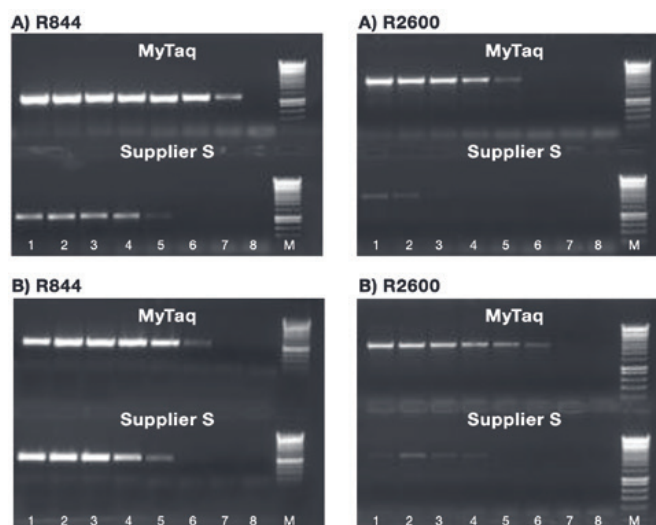 A) R844
MyTaq
Supplier S
1 2 3 4 5 6 7 8 M
A) R2600
MyTaq
Supplier S
1 2 3 4 5 6 7 8 M
B) R844
MyTaq
Supplier S
1 2 3 4 5 6 7 8 M
B) R2600
MyTaq
Supplier S
1 2 3 4 5 6 7 8 M